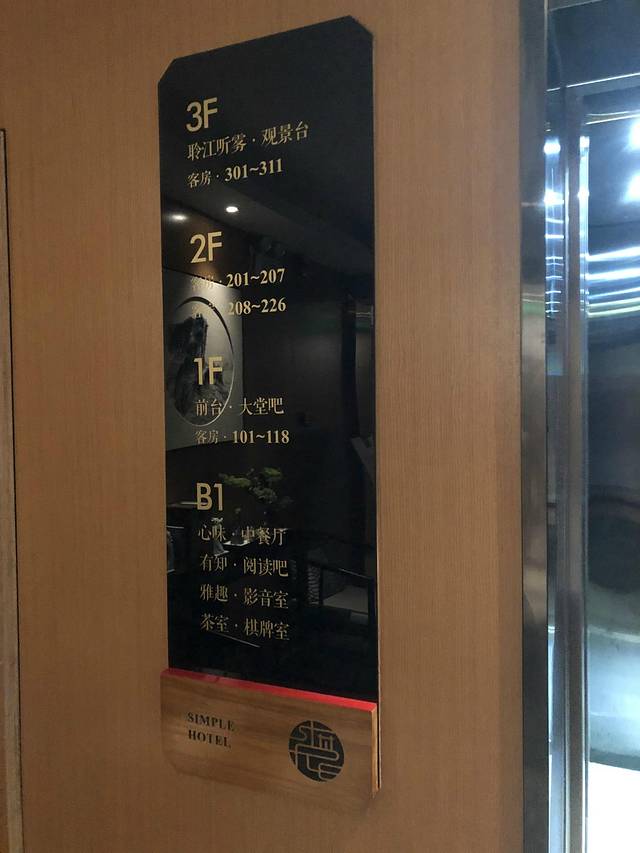 3F
聆江听雾·观景台
客房·301~311
2F
客房·201~207
208~226
1F
前台·大堂吧
客房·101~118
B1
心味·中餐厅
有知·阅读吧
雅趣·影音室
茶室·棋牌室
SIMPLE
HOTEL